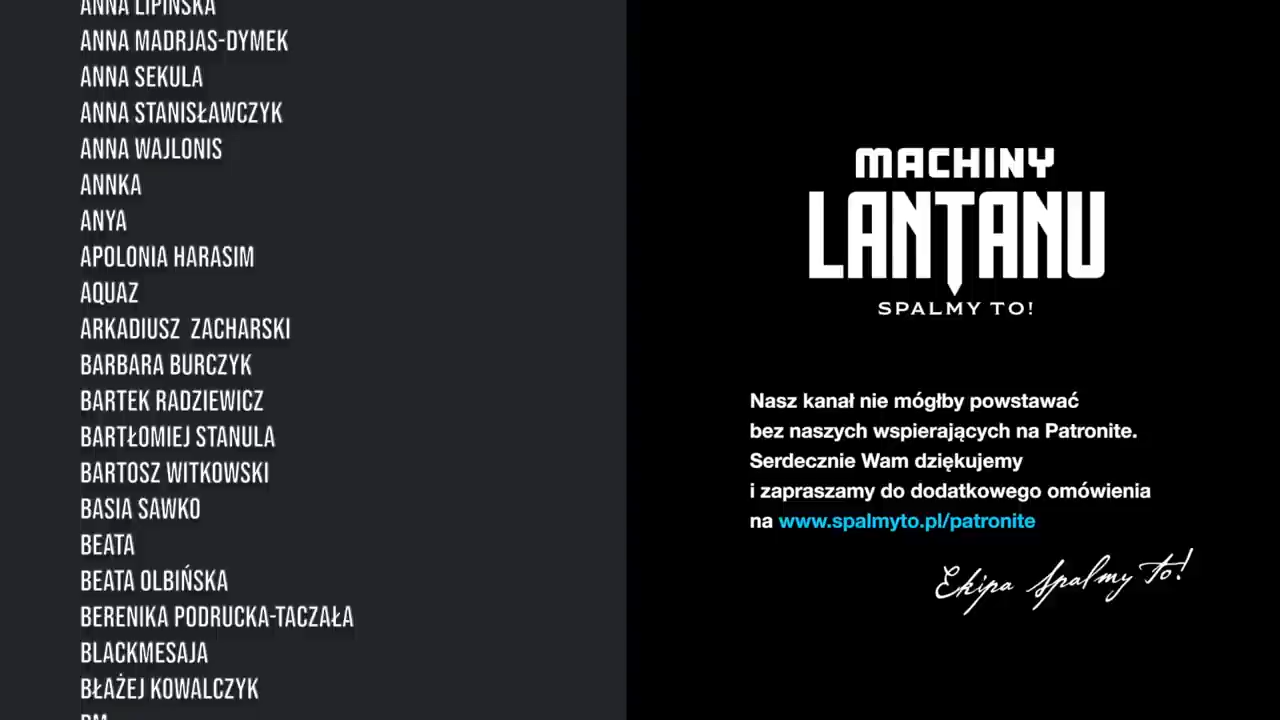 ANNA LIPIŃSKA
ANNA MADRJAS-DYMEK
ANNA SEKULA
ANNA STANISŁAWCZYK
ANNA WAJLONIS
ANNKA
ANYA
APOLONIA HARASIM
AQUAZ
ARKADIUSZ  ZACHARSKI
BARBARA BURCZYK
BARTEK RADZIEWICZ
BARTŁOMIEJ STANULA
BARTOSZ WITKOWSKI
BASIA SAWKO
BEATA
BEATA OLBIŃSKA
BERENIKA PODRUCKA-TACZAŁA
BLACKMESAJA
BŁAŻEJ KOWALCZYK
MACHINY
LANTANU
SPALMY TO!
Nasz kanał nie mógłby powstawać
bez naszych wspierających na Patronite.
Serdecznie Wam dziękujemy
i zapraszamy do dodatkowego omówienia
na www.spalmyto.pl/patronite
Ekipa Spalmy to!